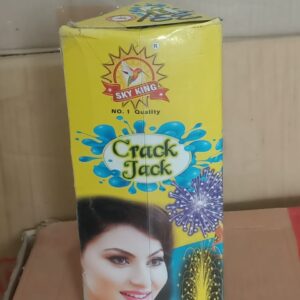 SKY KING
®
NO. 1 Quality
Crack
Jack